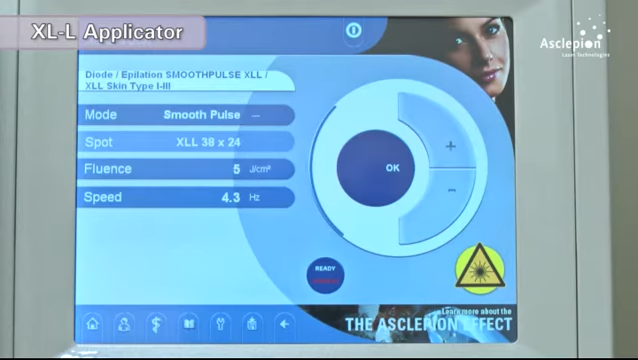 XL-L Applicator
Asclepion
Laser Technologies
Diode / Epilation SMOOTHPULSE XLL /
XLL Skin Type I-III
Mode Smooth Pulse —
Spot XLL 38 x 24
Fluence 5 J/cm²
Speed 4.3 Hz
+
OK
-
READY
Learn more about the
THE ASCLEPION EFFECT